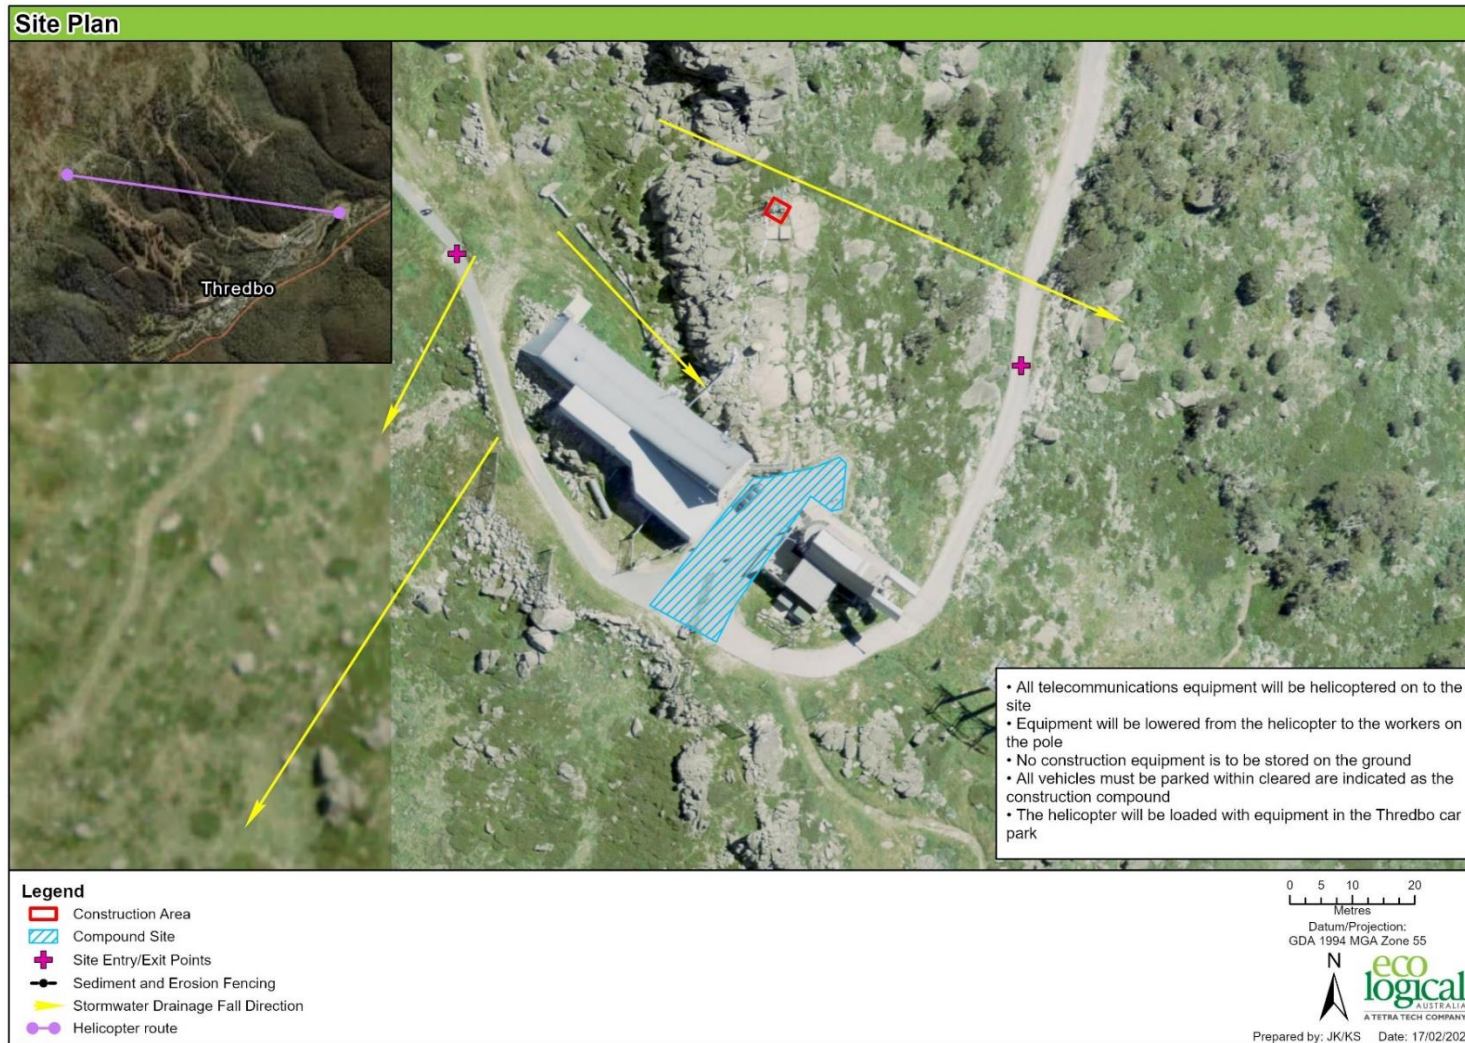 Site Plan
Thredbo
• All telecommunications equipment will be helicoptered on to the
site
• Equipment will be lowered from the helicopter to the workers on
the pole
• No construction equipment is to be stored on the ground
• All vehicles must be parked within cleared are indicated as the
construction compound
• The helicopter will be loaded with equipment in the Thredbo car
park
Legend
Construction Area
Compound Site
Site Entry/Exit Points
Sediment and Erosion Fencing
Stormwater Drainage Fall Direction
Helicopter route
0 5 10 20
Metres
Datum/Projection:
GDA 1994 MGA Zone 55
N
eco
logical
AUSTRALIA
A TETRA TECH COMPANY
Prepared by: JK/KS Date: 17/02/202